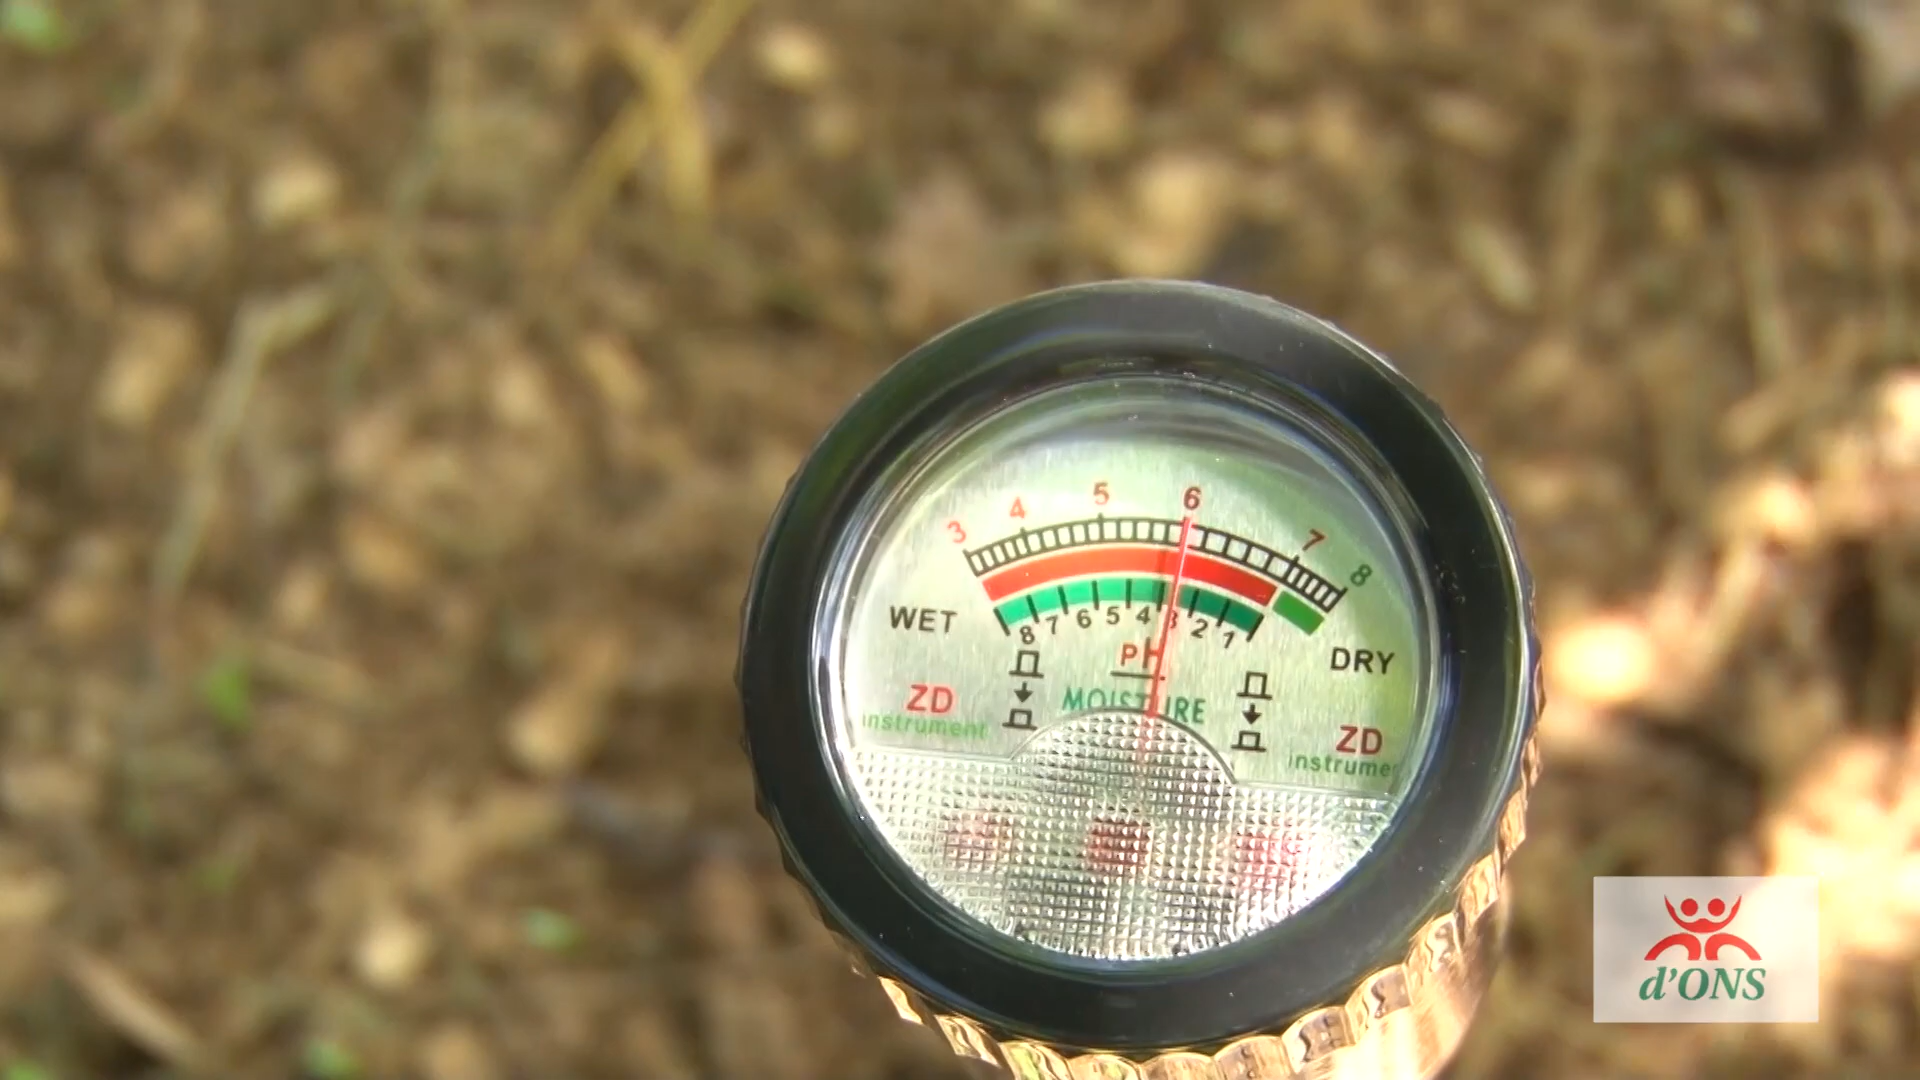 3 4 5 6 7 8
WET
8 7 6 5 4 3 2 1
DRY
PH
MOISTURE
ZD
instrument
ZD
instrumen
d'ONS